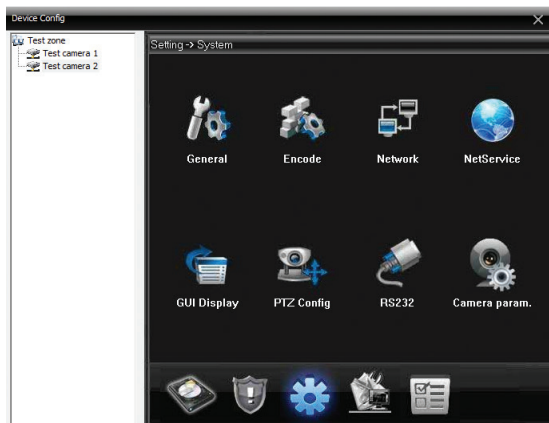 Device Config
Test zone
Test camera 1
Test camera 2
Setting -> System
General
Encode
Network
NetService
GUI Display
PTZ Config
RS232
Camera param.